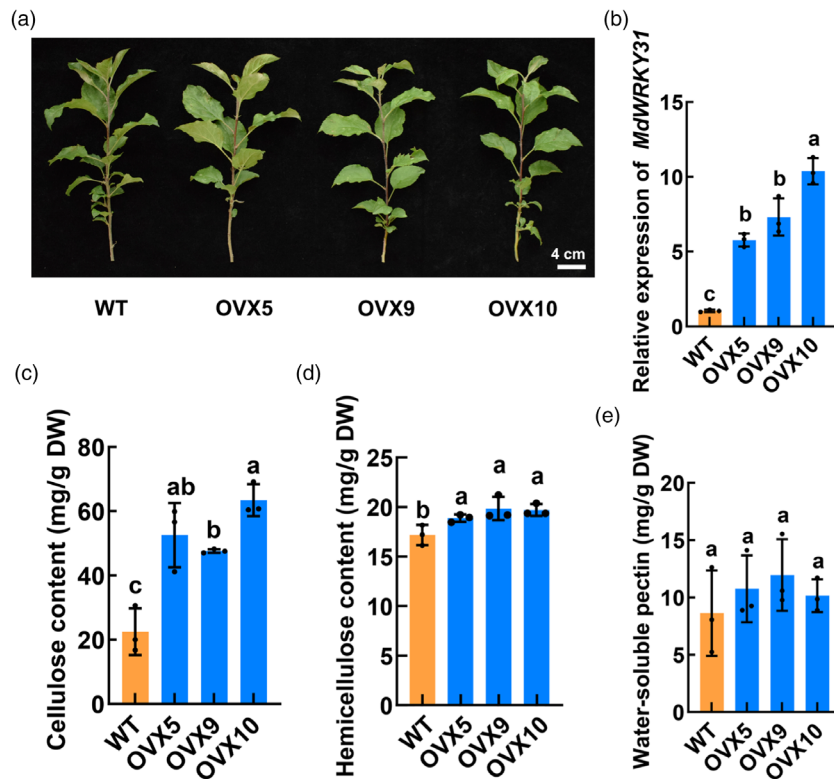 (a)
4 cm
WT OVX5 OVX9 OVX10
(b)
Relative expression of MdWRKY31
15
10
5
0
c
b
b
a
WT OVX5 OVX9 OVX10
(c)
Cellulose content (mg/g DW)
80
60
40
20
0
c
ab
b
a
WT OVX5 OVX9 OVX10
(d)
Hemicellulose content (mg/g DW)
25
20
15
10
5
0
b
a
a
a
WT OVX5 OVX9 OVX10
(e)
Water-soluble pectin (mg/g DW)
20
15
10
5
0
a
a
a
a
WT OVX5 OVX9 OVX10